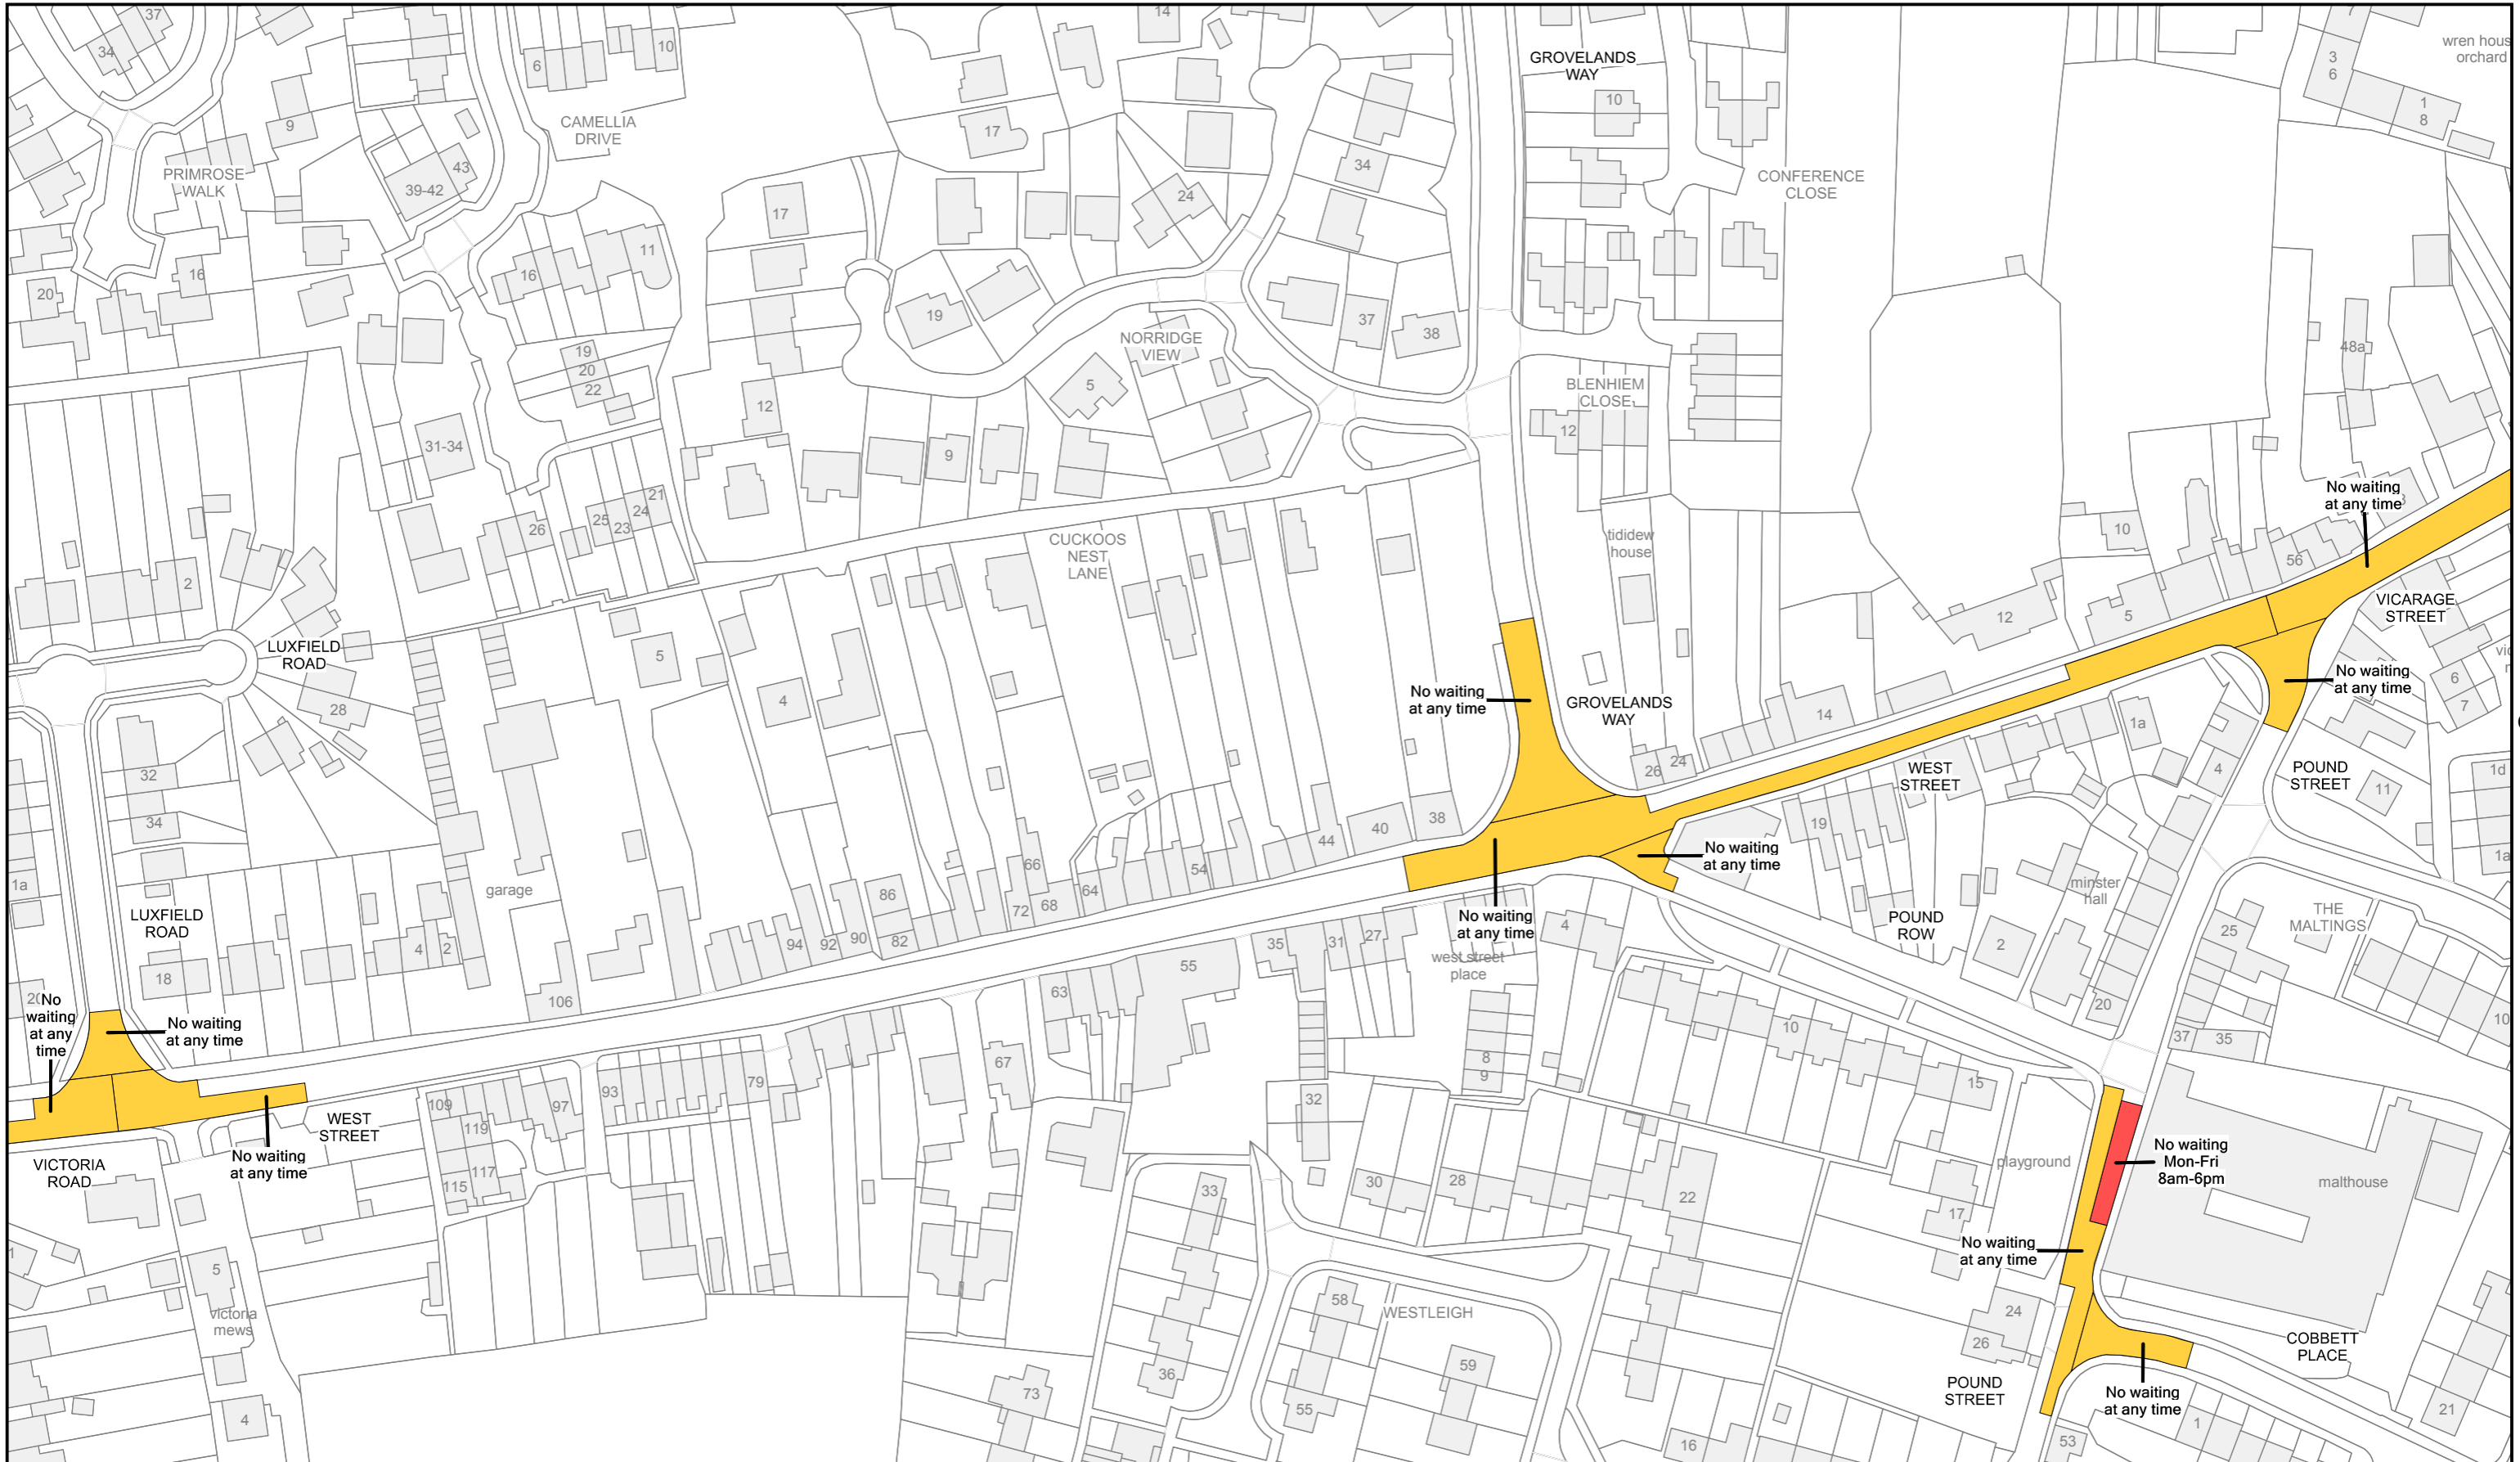 37
34
6
10
14
GROVELANDS
WAY
7
3
6
wren hous
orchard
1
8
9
CAMELLIA
DRIVE
17
10
PRIMROSE
WALK
43
39-42
34
24
CONFERENCE
CLOSE
17
11
16
16
20
19
NORRIDGE
VIEW
37
38
48a
19
20
22
5
BLENHIEM
CLOSE
12
12
31-34
9
21
24
25
23
26
No waiting
at any time
CUCKOOS
NEST
LANE
tididew
house
10
56
2
VICARAGE
STREET
12
5
LUXFIELD
ROAD
5
28
4
No waiting
at any time
GROVELANDS
WAY
14
No waiting
at any time
6
7
1a
32
34
26
24
WEST
STREET
4
POUND
STREET
11
1d
1a
38
40
44
19
No waiting
at any time
1a
garage
66
54
64
72
68
86
minster
hall
LUXFIELD
ROAD
No waiting
at any time
POUND
ROW
THE
MALTINGS
25
94
92
90
82
4
2
18
35
31
27
4
2
west street
place
55
63
106
20
10
10
No
waiting
at any
time
No waiting
at any time
37
35
67
8
9
79
93
97
109
119
117
115
32
15
WEST
STREET
No waiting
at any time
VICTORIA
ROAD
playground
No waiting
Mon-Fri
8am-6pm
malthouse
33
30
28
22
17
No waiting
at any time
5
victoria
mews
58
WESTLEIGH
24
26
COBBETT
PLACE
59
36
73
55
POUND
STREET
No waiting
at any time
4
16
53
1
21